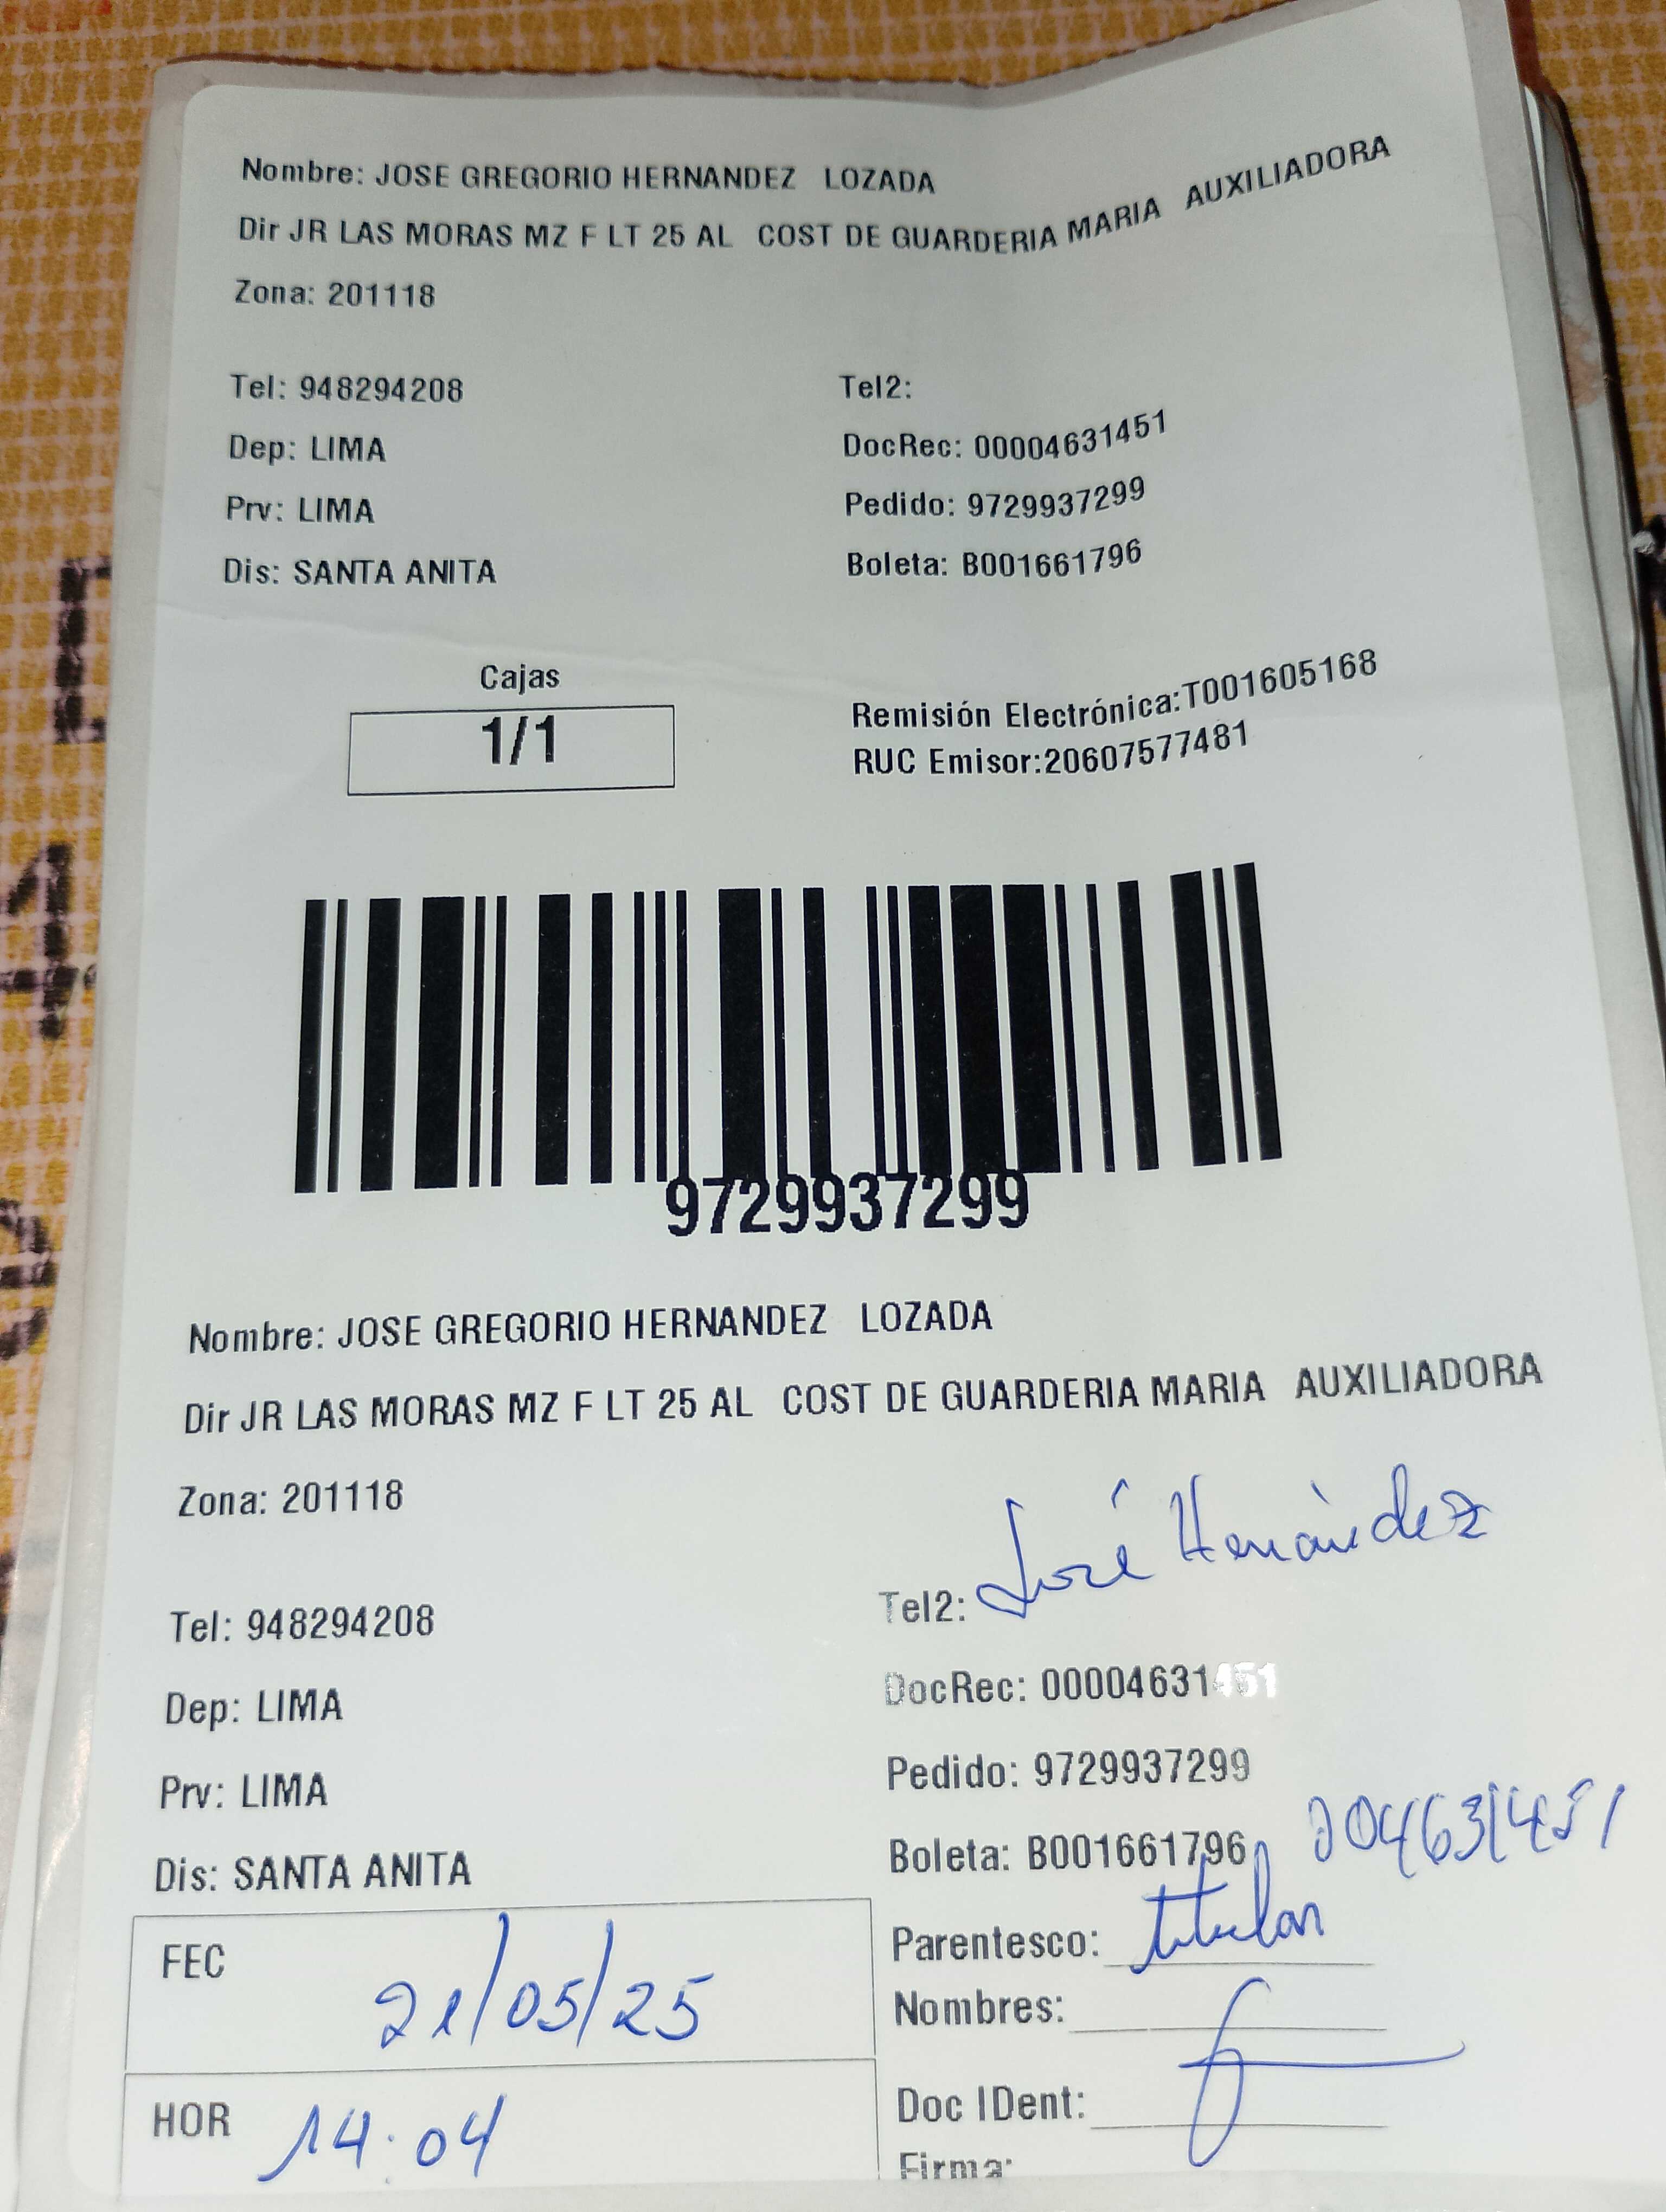 Nombre: JOSE GREGORIO HERNANDEZ LOZADA
Dir JR LAS MORAS MZ F LT 25 AL COST DE GUARDERIA MARIA AUXILIADORA
Zona: 201118
Tel: 948294208
Tel2:
Dep: LIMA
DocRec: 00004631451
Prv: LIMA
Pedido: 9729937299
Dis: SANTA ANITA
Boleta: B001661796
Cajas
1/1
Remisión Electrónica:T001605168
RUC Emisor:20607577481
9729937299
Nombre: JOSE GREGORIO HERNANDEZ LOZADA
Dir JR LAS MORAS MZ F LT 25 AL COST DE GUARDERIA MARIA AUXILIADORA
Zona: 201118
José Hernández
Tel: 948294208
Tel2:
Dep: LIMA
DocRec: 00004631451
Prv: LIMA
Pedido: 9729937299
004631451
Dis: SANTA ANITA
Boleta: B001661796
FEC 21/05/25
Parentesco: titular
Nombres:
HOR 14:04
Doc IDent:
Firma: